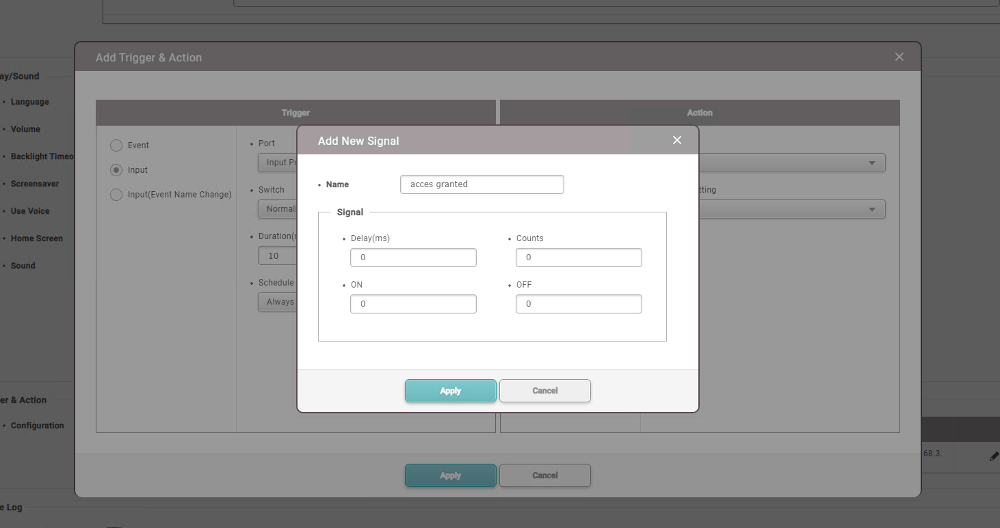 Add Trigger & Action
ay/Sound
Language
Volume
Backlight Timeo
Screensaver
Use Voice
Home Screen
Sound
er & Action
Configuration
e Log
Trigger
Action
Event
Input
Input(Event Name Change)
Port
Input Po
Switch
Normall
Duration(
10
Schedule
Always
tting
Add New Signal
Name
acces granted
Signal
Delay(ms)
Counts
0
0
ON
OFF
0
0
Apply
Cancel
Apply
Cancel
68.3.